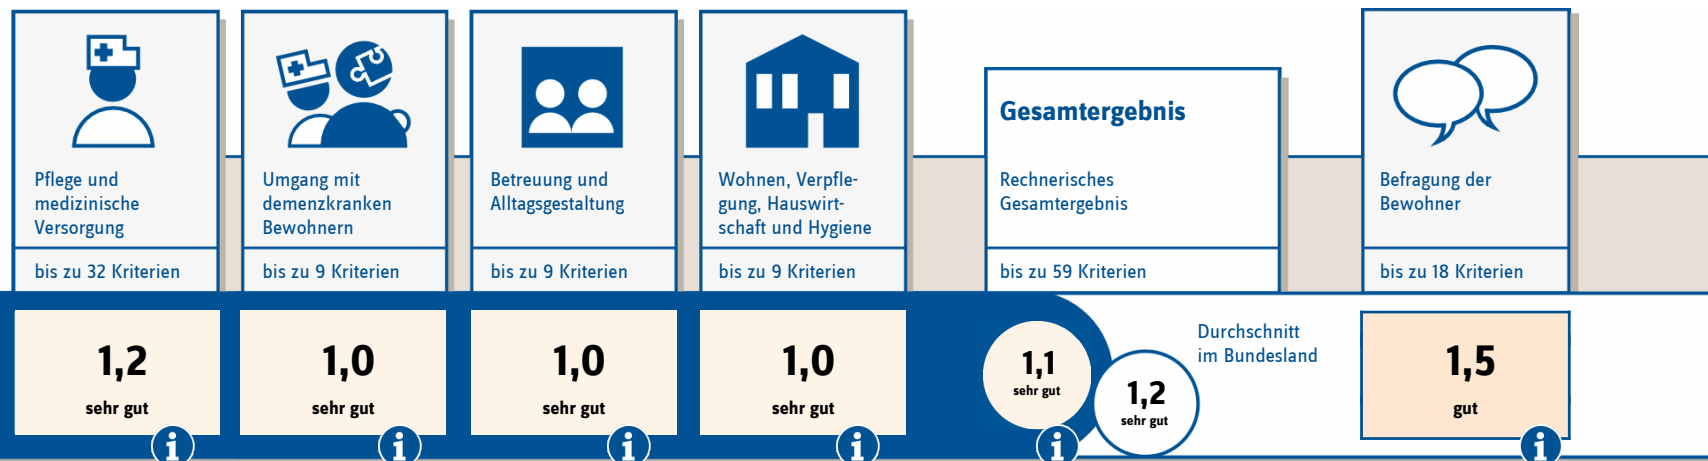 Pflege und
medizinische
Versorgung
bis zu 32 Kriterien
1,2
sehr gut
Umgang mit
demenzkranken
Bewohnern
bis zu 9 Kriterien
1,0
sehr gut
Betreuung und
Alltagsgestaltung
bis zu 9 Kriterien
1,0
sehr gut
Wohnen, Verpfle-
gung, Hauswirt-
schaft und Hygiene
bis zu 9 Kriterien
1,0
sehr gut
Gesamtergebnis
Rechnerisches
Gesamtergebnis
bis zu 59 Kriterien
1,1
sehr gut
1,2
sehr gut
Durchschnitt
im Bundesland
Befragung der
Bewohner
bis zu 18 Kriterien
1,5
gut